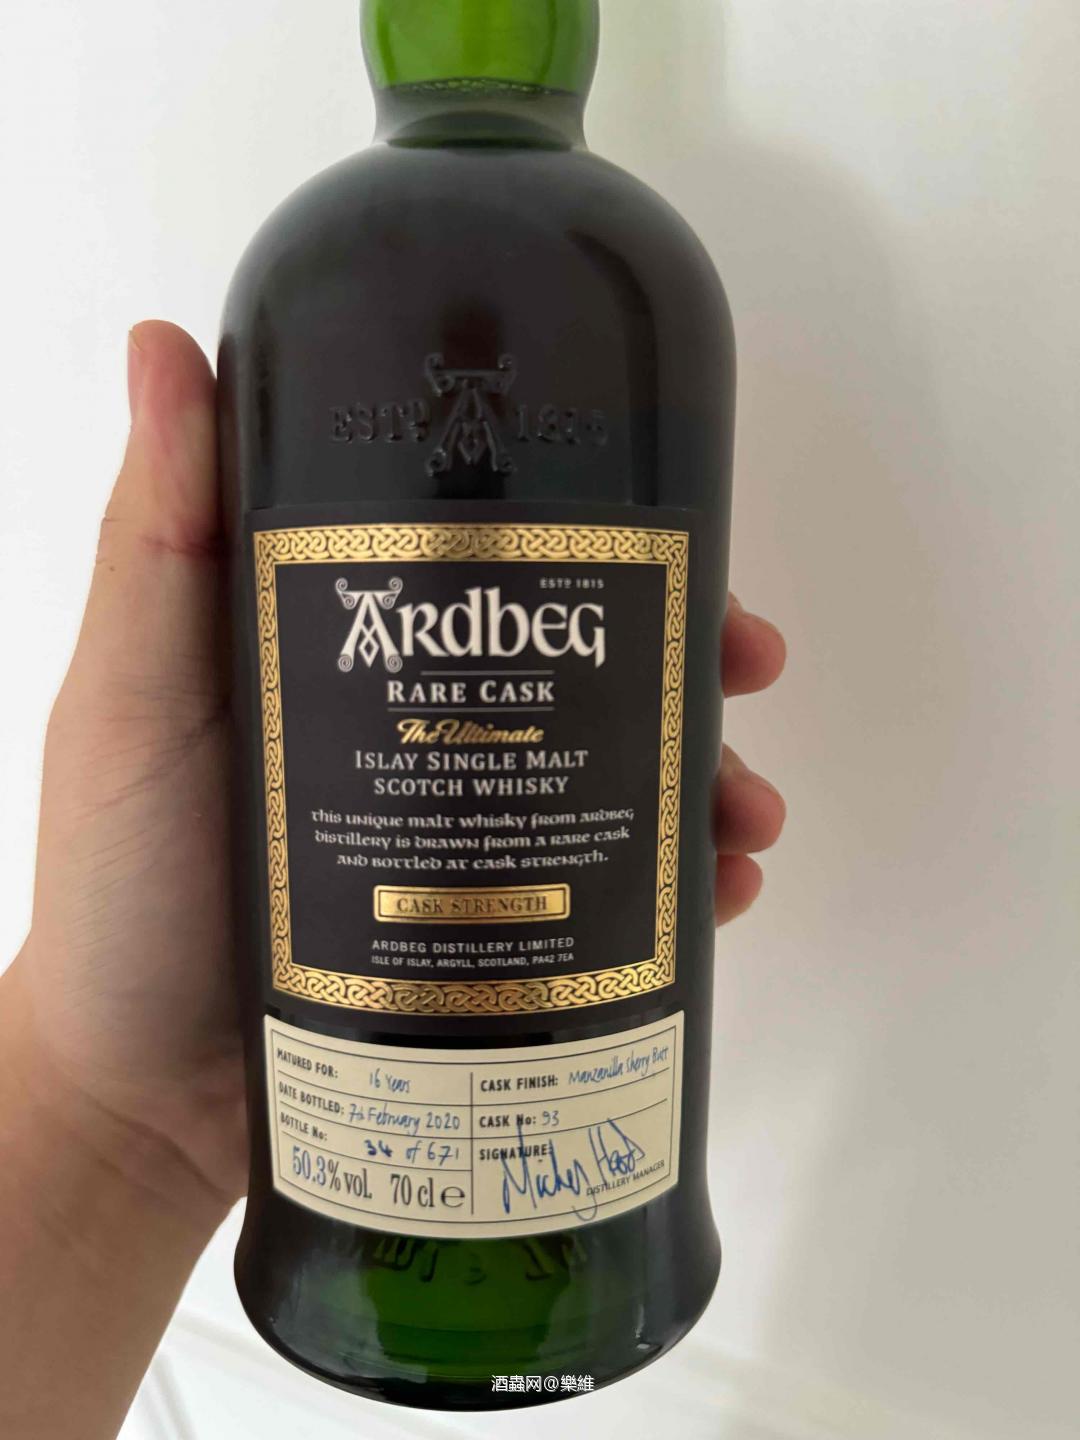 ESTD 1815
ESTD 1815
ARDBEG
RARE CASK
The Ultimate
ISLAY SINGLE MALT
SCOTCH WHISKY
this unique malt whisky from ardbeg
distillery is drawn from a rare cask
and bottled at cask strength.
CASK STRENGTH
ARDBEG DISTILLERY LIMITED
ISLE OF ISLAY, ARGYLL, SCOTLAND, PA42 7EA
MATURED FOR: 16 Years
DATE BOTTLED: 7th February 2020
BOTTLE No: 34 of 671
50.3% vol. 70 cl e
CASK FINISH: Manzanilla Sherry Butt
CASK No: 93
SIGNATURE: Mickey Heads
DISTILLERY MANAGER
酒蟲网@樂維